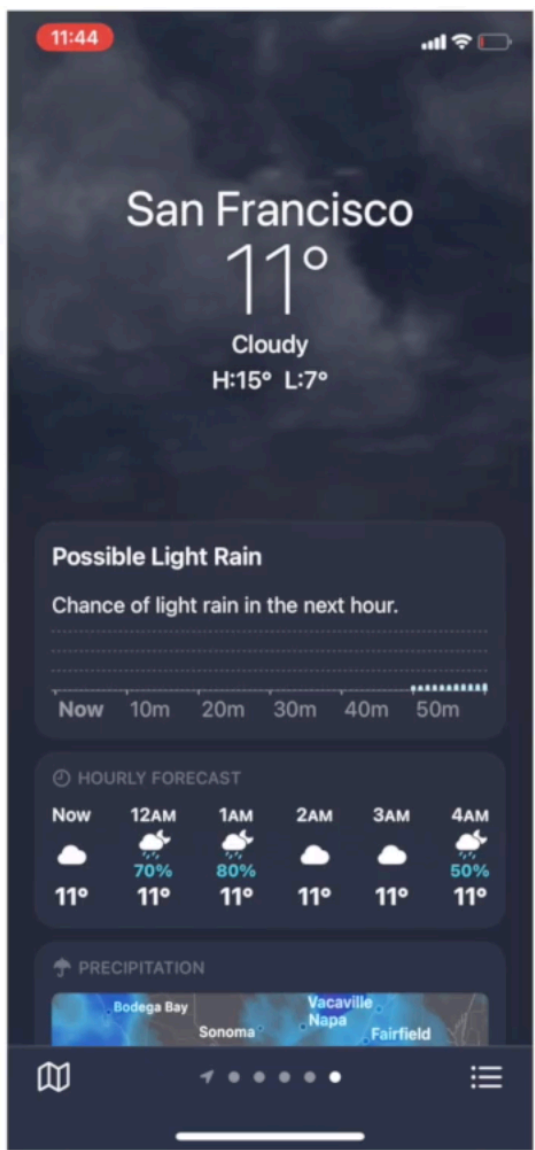 11:44
San Francisco
11°
Cloudy
H:15° L:7°
Possible Light Rain
Chance of light rain in the next hour.
Now 10m 20m 30m 40m 50m
HOURLY FORECAST
Now 12AM 1AM 2AM 3AM 4AM
70% 80% 50%
11° 11° 11° 11° 11° 11°
PRECIPITATION
Bodega Bay Vacaville
Napa
Sonoma Fairfield